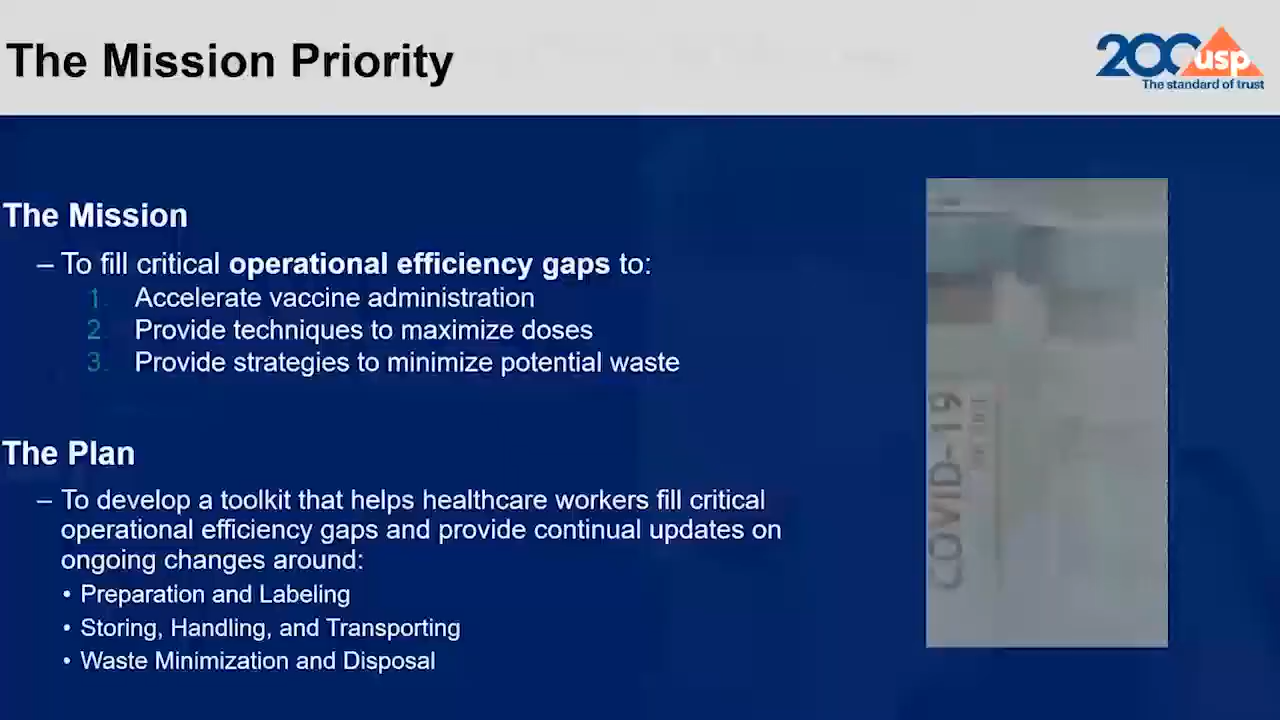 The Mission Priority
200 usp
The standard of trust
The Mission
– To fill critical operational efficiency gaps to:
1. Accelerate vaccine administration
2. Provide techniques to maximize doses
3. Provide strategies to minimize potential waste
The Plan
– To develop a toolkit that helps healthcare workers fill critical
operational efficiency gaps and provide continual updates on
ongoing changes around:
• Preparation and Labeling
• Storing, Handling, and Transporting
• Waste Minimization and Disposal
COVID-19